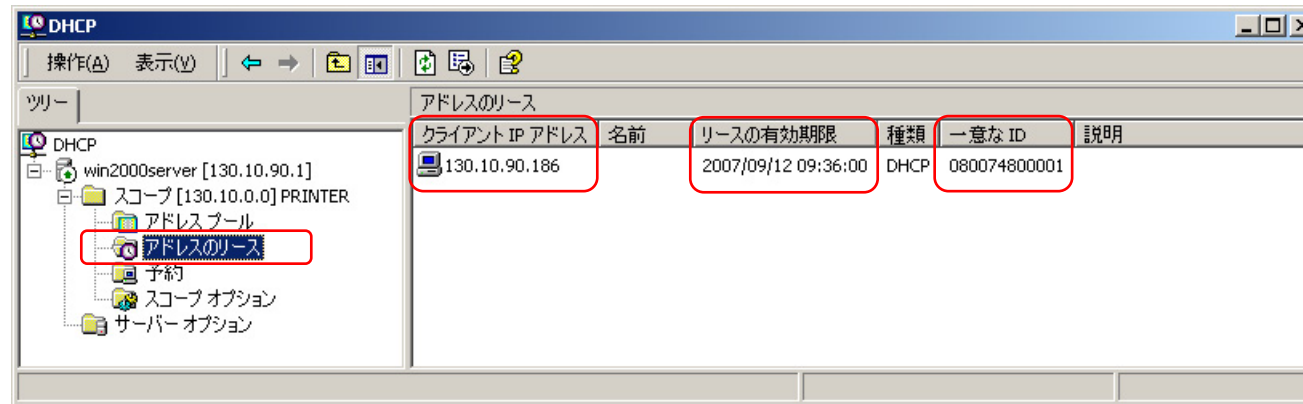 DHCP
操作(A) 表示(V)
ツリー
アドレスのリース
DHCP
win2000server [130.10.90.1]
スコープ [130.10.0.0] PRINTER
アドレス プール
アドレスのリース
予約
スコープ オプション
サーバー オプション
クライアント IP アドレス 名前 リースの有効期限 種類 一意な ID 説明
130.10.90.186 2007/09/12 09:36:00 DHCP 080074800001